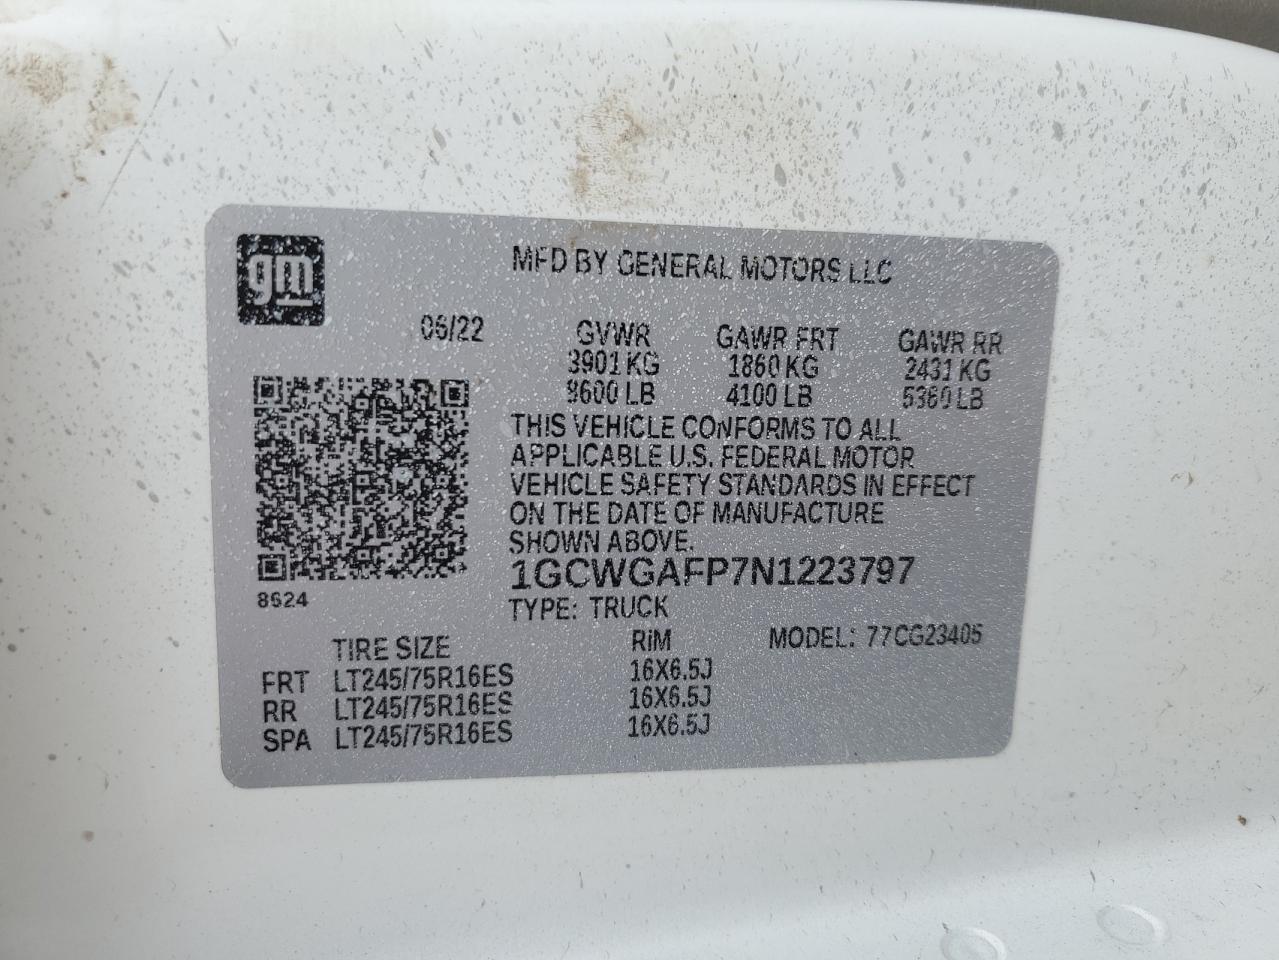 gm
MFD BY GENERAL MOTORS LLC
06/22
GVWR GAWR FRT GAWR RR
3901 KG 1860 KG 2431 KG
8600 LB 4100 LB 5360 LB
THIS VEHICLE CONFORMS TO ALL
APPLICABLE U.S. FEDERAL MOTOR
VEHICLE SAFETY STANDARDS IN EFFECT
ON THE DATE OF MANUFACTURE
SHOWN ABOVE.
1GCWGAFP7N1223797
8624
TYPE: TRUCK
TIRE SIZE RIM MODEL: 77CG23405
FRT LT245/75R16ES 16X6.5J
RR LT245/75R16ES 16X6.5J
SPA LT245/75R16ES 16X6.5J